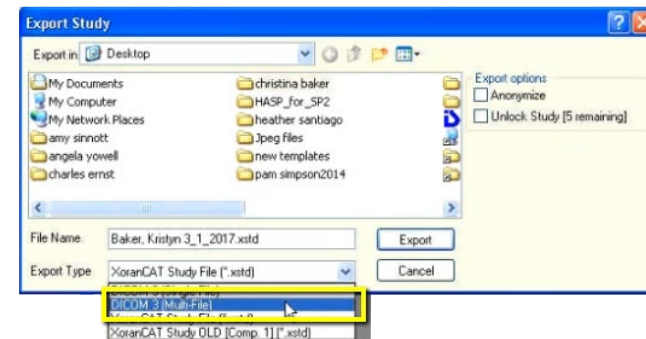 Export Study
Export in Desktop
My Documents
My Computer
My Network Places
amy sinnott
angela yowell
charles ernst
christina baker
HASP_for_SP2
heather santiago
Jpeg files
new templates
pam simpson2014
Export options
Anonymize
Unlock Study [5 remaining]
File Name Baker, Kristyn 3_1_2017.xstd Export
Export Type XoranCAT Study File (*.xstd) Cancel
DICOM 3 (Multi-File)
XoranCAT Study OLD [Comp. 1] (*.xstd)